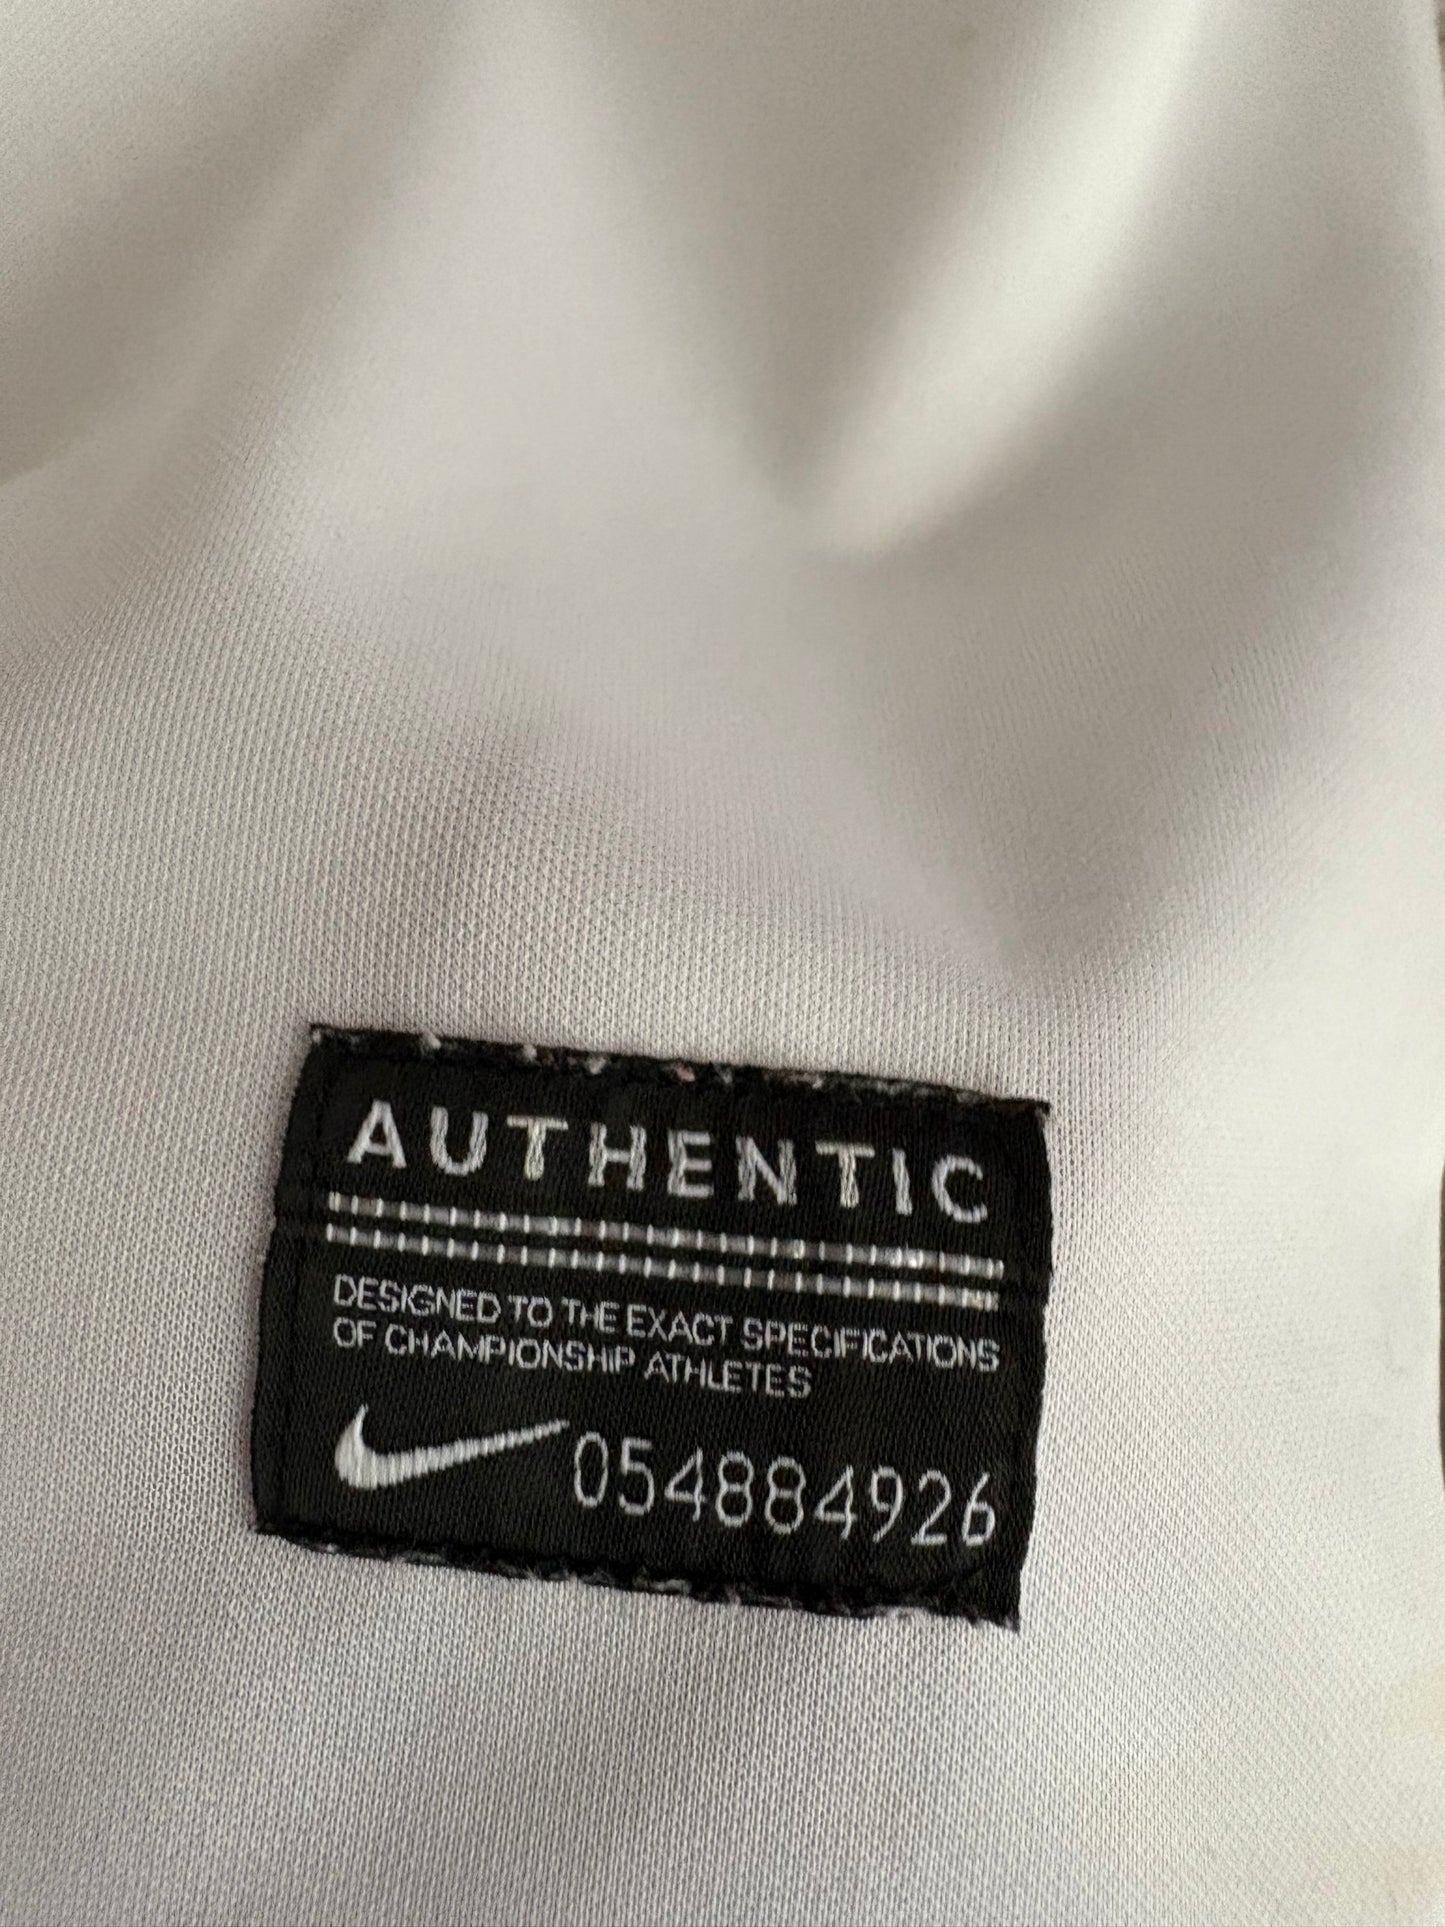 AUTHENTIC
DESIGNED TO THE EXACT SPECIFICATIONS
OF CHAMPIONSHIP ATHLETES
054884926